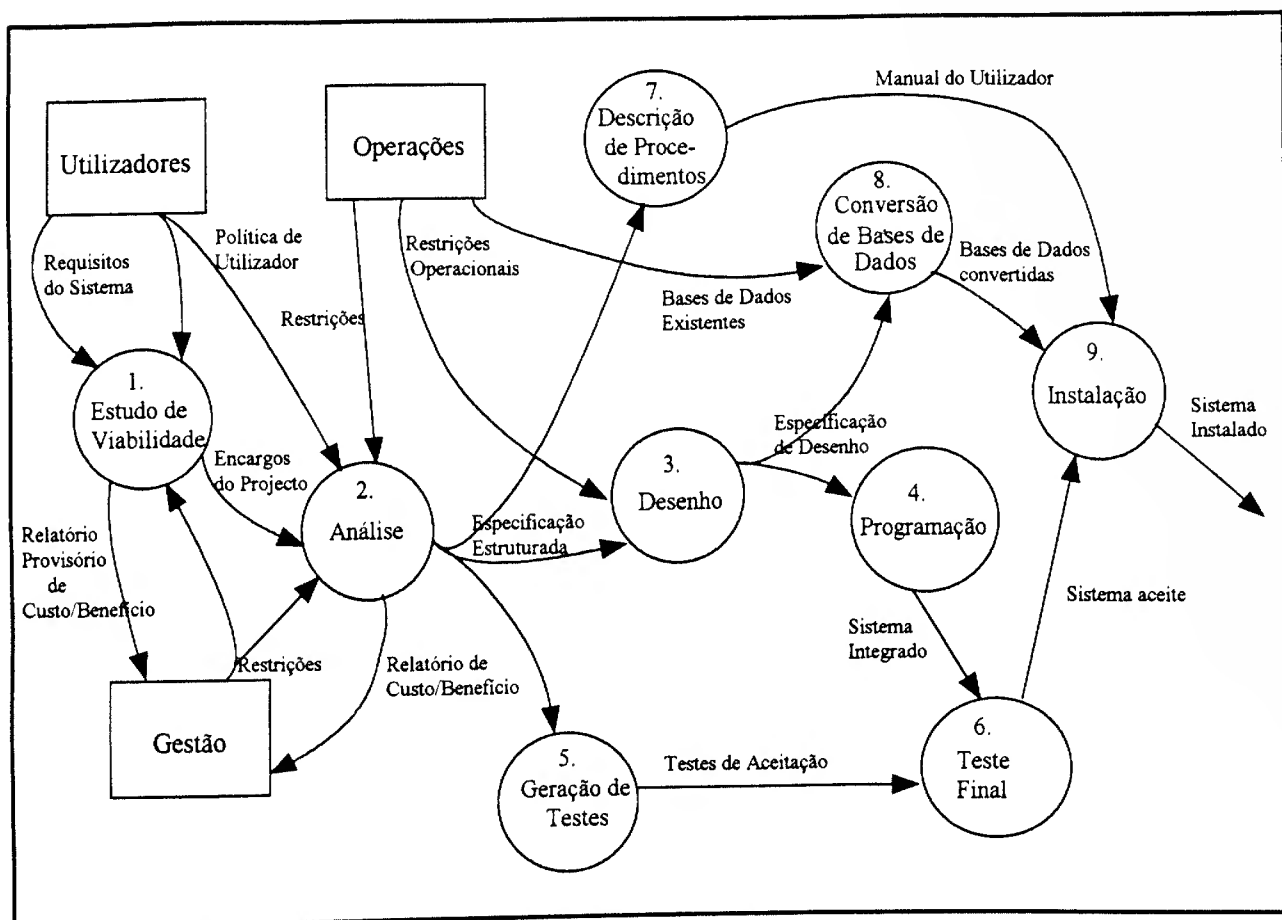 Utilizadores
Operações
7.
Descrição
de Proce-
dimentos
Manual do Utilizador
8.
Conversão
de Bases de
Dados
Requisitos
do Sistema
Política de
Utilizador
Restrições
Operacionais
Restrições
Bases de Dados
Existentes
Bases de Dados
convertidas
1.
Estudo de
Viabilidade
9.
Instalação
Sistema
Instalado
Encargos
do Projecto
2.
Análise
3.
Desenho
Especificação
de Desenho
4.
Programação
Especificação
Estruturada
Relatório
Provisório
de
Custo/Benefício
Restrições
Relatório de
Custo/Benefício
Sistema
Integrado
Sistema aceite
Gestão
5.
Geração de
Testes
Testes de Aceitação
6.
Teste
Final